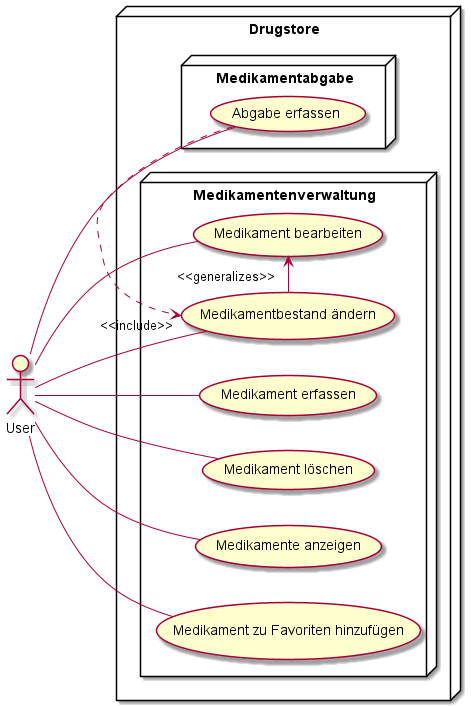 Drugstore
Medikamentabgabe
Abgabe erfassen
Medikamentenverwaltung
Medikament bearbeiten
<<generalizes>>
Medikamentbestand ändern
<<include>>
Medikament erfassen
User
Medikament löschen
Medikamente anzeigen
Medikament zu Favoriten hinzufügen